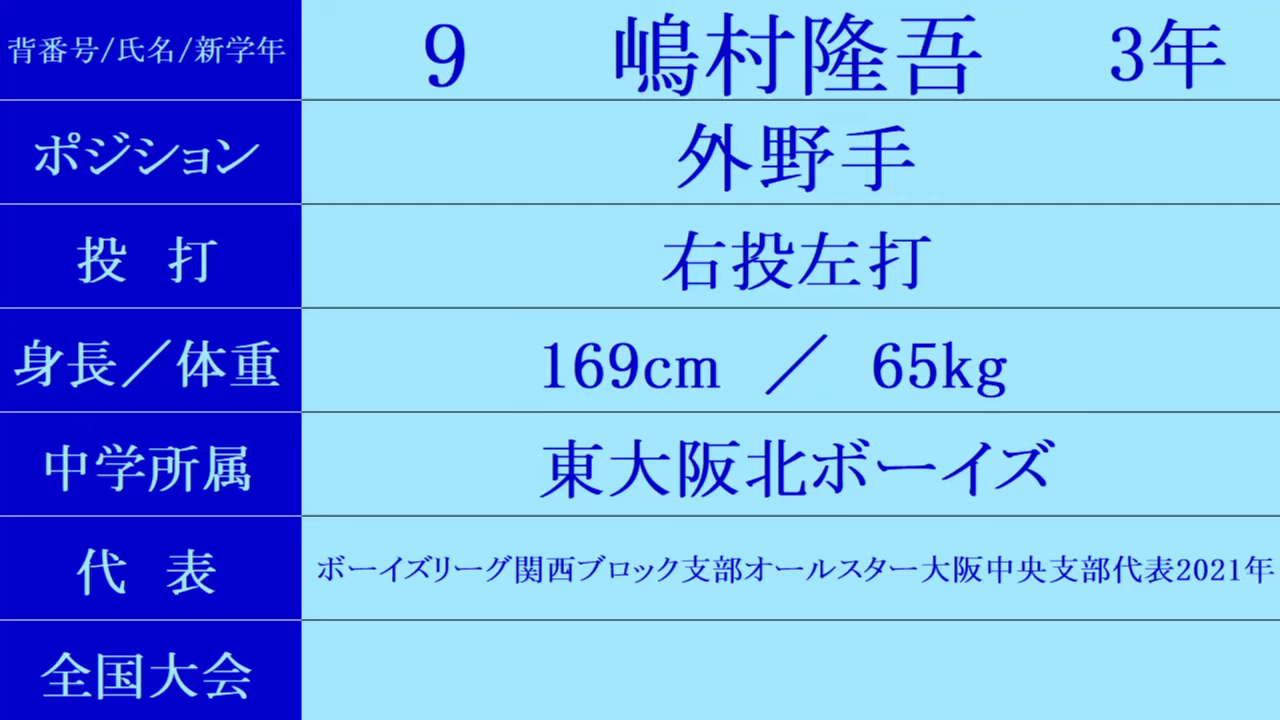 背番号/氏名/新学年 9 嶋村隆吾 3年
ポジション 外野手
投 打 右投左打
身長／体重 169cm ／ 65kg
中学所属 東大阪北ボーイズ
代 表 ボーイズリーグ関西ブロック支部オールスター大阪中央支部代表2021年
全国大会